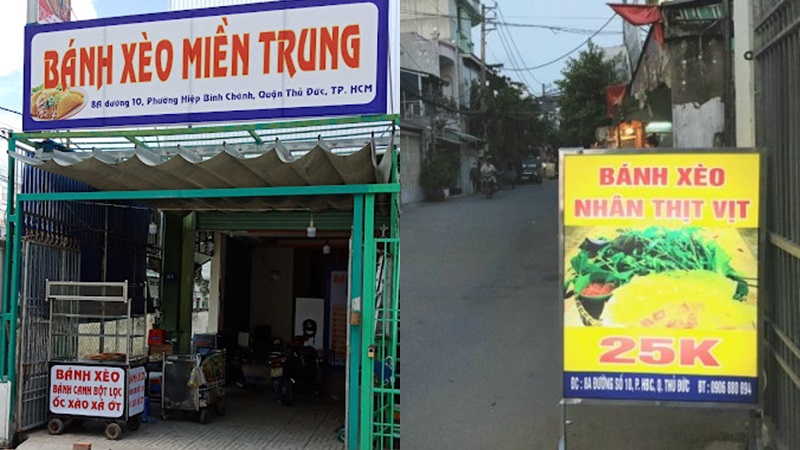 BÁNH XÈO MIỀN TRUNG
8A đường 10, Phường Hiệp Bình Chánh, Quận Thủ Đức, TP. HCM
BÁNH XÈO
BÁNH CANH BỘT LỌC
ỐC XÀO XẢ ỚT
BÁNH XÈO
NHÂN THỊT VỊT
25K
ĐC : 8A ĐƯỜNG SỐ 10, P. HBC, Q. THỦ ĐỨC ĐT : 0906 880 894